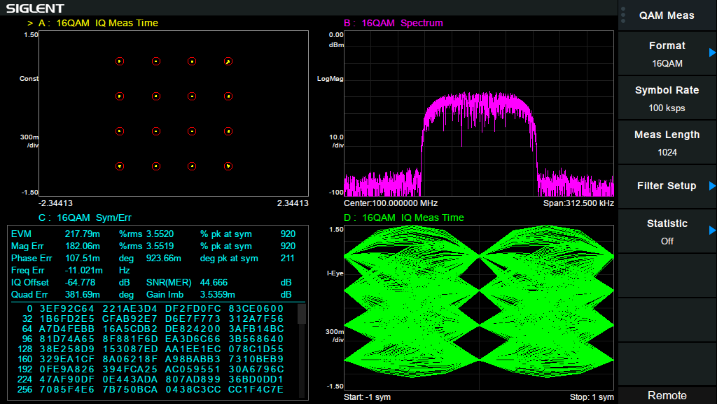 SIGLENT
> A : 16QAM IQ Meas Time
1.50
Const
300m
/div
-1.50
-2.34413 2.34413
B : 16QAM Spectrum
0.00
dBm
LogMag
10.0
/div
-100
Center:100.000000 MHz Span:312.500 kHz
C : 16QAM Sym/Err
EVM 217.79m %rms 3.5520 % pk at sym 920
Mag Err 182.06m %rms 3.5519 % pk at sym 920
Phase Err 107.51m deg 923.66m deg pk at sym 211
Freq Err -11.021m Hz
IQ Offset -64.778 dB SNR(MER) 44.666 dB
Quad Err 381.69m deg Gain Imb 3.5359m dB
0 3EF92C64 221AE3D4 DF2FD0FC 83CE0600
32 1B6FD2E5 CFAB92E7 D6E7F773 312A7F56
64 A7D4FEBB 16A5CDB2 DE824200 3AFB14BC
96 81D74A65 8F881F6D EA3D6C66 3B568640
128 38E258D9 153087ED AA1EE1EC 078C1D55
160 329EA1CF 8A06218F A98BABB3 7310BEB9
192 0FE9A826 394FCA25 AC059551 30A6796C
224 47AF90DF 0E443ADA 807AD899 36BD0DD1
256 7085F4E6 7B750BCA 0438C3CC CC1F4C7E
D : 16QAM IQ Meas Time
1.50
I-Eye
300m
/div
-1.50
Start: -1 sym Stop: 1 sym
QAM Meas
Format
16QAM
Symbol Rate
100 ksps
Meas Length
1024
Filter Setup
Statistic
Off
Remote